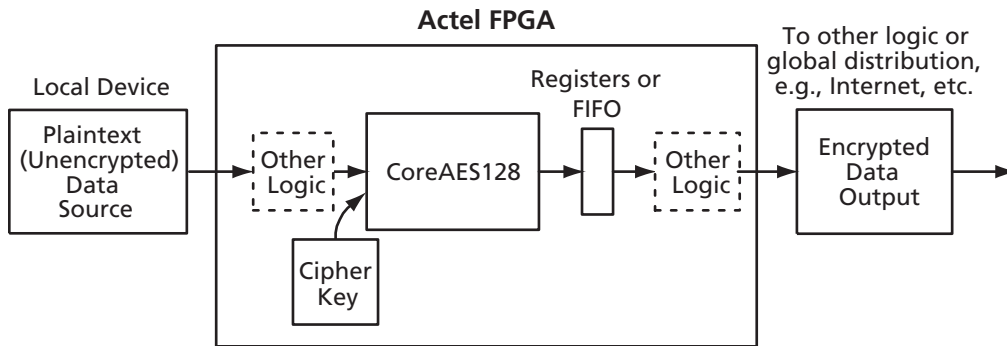 Actel FPGA
To other logic or
global distribution,
e.g., Internet, etc.
Local Device
Registers or
FIFO
Plaintext
(Unencrypted)
Data
Source
Other
Logic
CoreAES128
Other
Logic
Encrypted
Data
Output
Cipher
Key